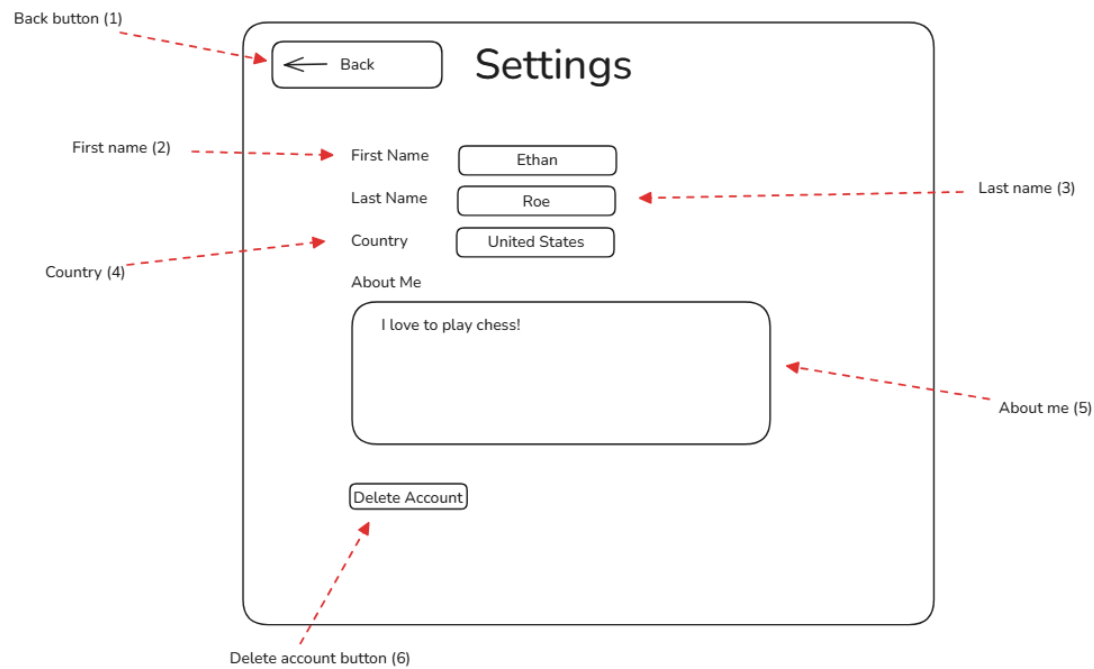 Back button (1)
Back
Settings
First name (2)
First Name
Ethan
Last Name
Roe
Last name (3)
Country
United States
Country (4)
About Me
I love to play chess!
About me (5)
Delete Account
Delete account button (6)